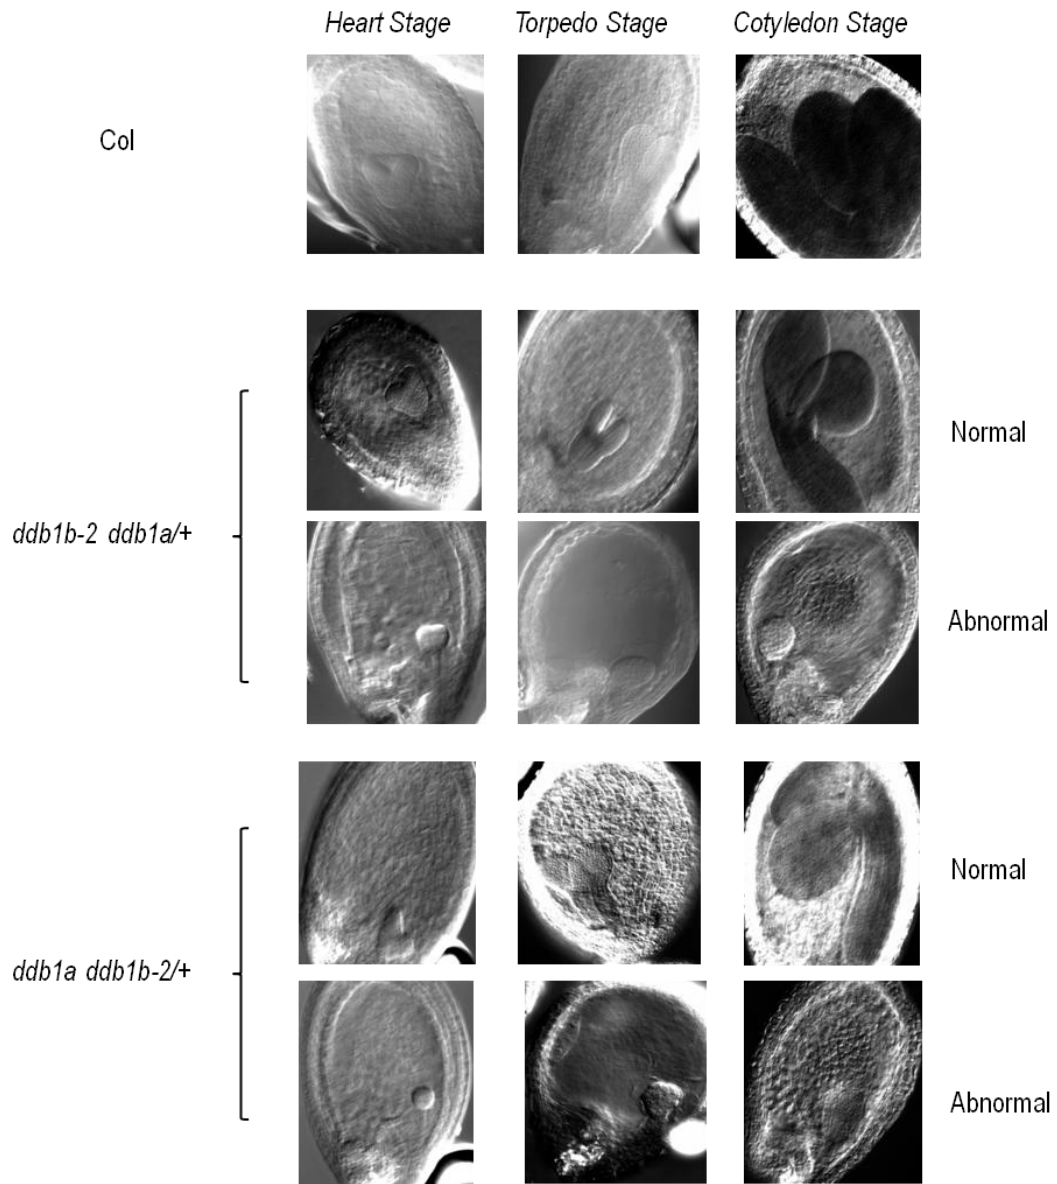 Heart Stage Torpedo Stage Cotyledon Stage
Col
Normal
ddb1b-2 ddb1a/+
Abnormal
Normal
ddb1a ddb1b-2/+
Abnormal